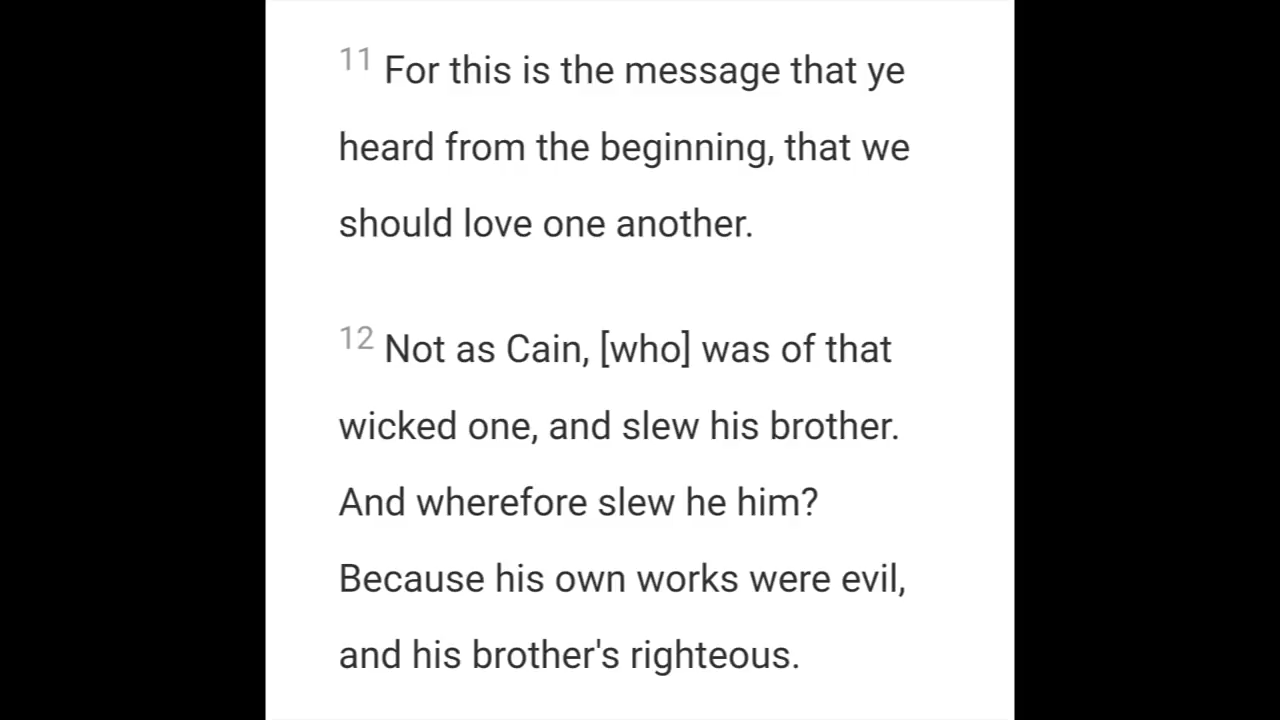 11 For this is the message that ye
heard from the beginning, that we
should love one another.
12 Not as Cain, [who] was of that
wicked one, and slew his brother.
And wherefore slew he him?
Because his own works were evil,
and his brother's righteous.